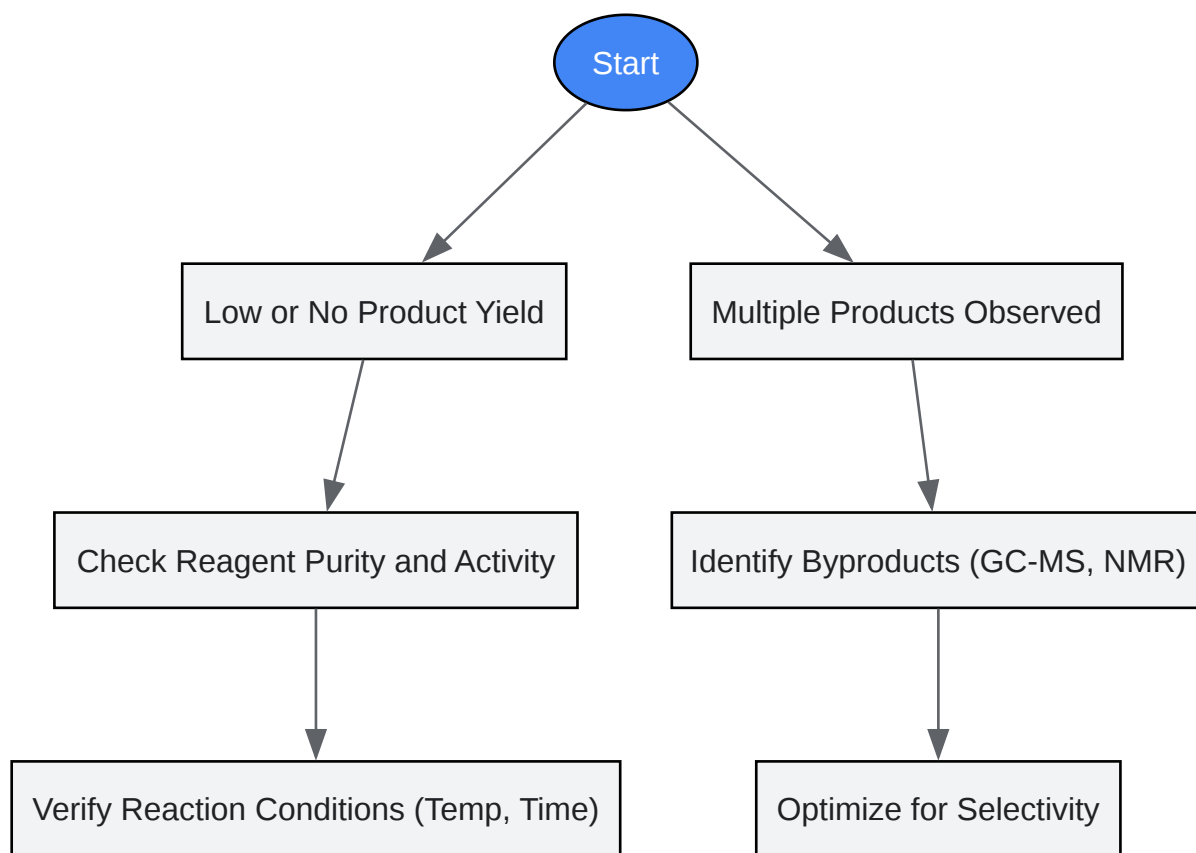 Start
Low or No Product Yield
Multiple Products Observed
Check Reagent Purity and Activity
Identify Byproducts (GC-MS, NMR)
Verify Reaction Conditions (Temp, Time)
Optimize for Selectivity